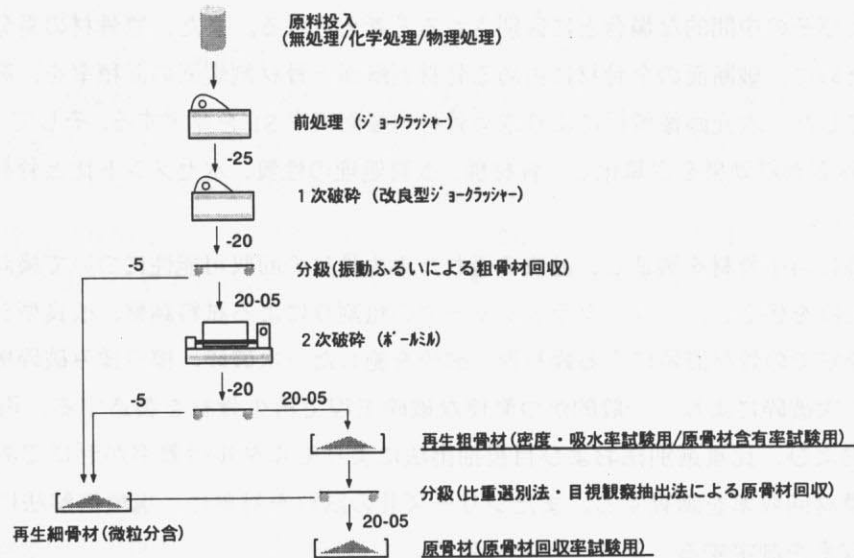 原料投入
(無処理/化学処理/物理処理)
前処理 (ジョークラッシャー)
-25
1次破砕 (改良型ジョークラッシャー)
-20
-5
分級(振動ふるいによる粗骨材回収)
20-05
2次破砕 (ボールミル)
-20
-5
20-05
再生粗骨材(密度・吸水率試験用/原骨材含有率試験用)
分級(比重選別法・目視観察抽出法による原骨材回収)
20-05
再生細骨材(微粒分含)
原骨材(原骨材回収率試験用)